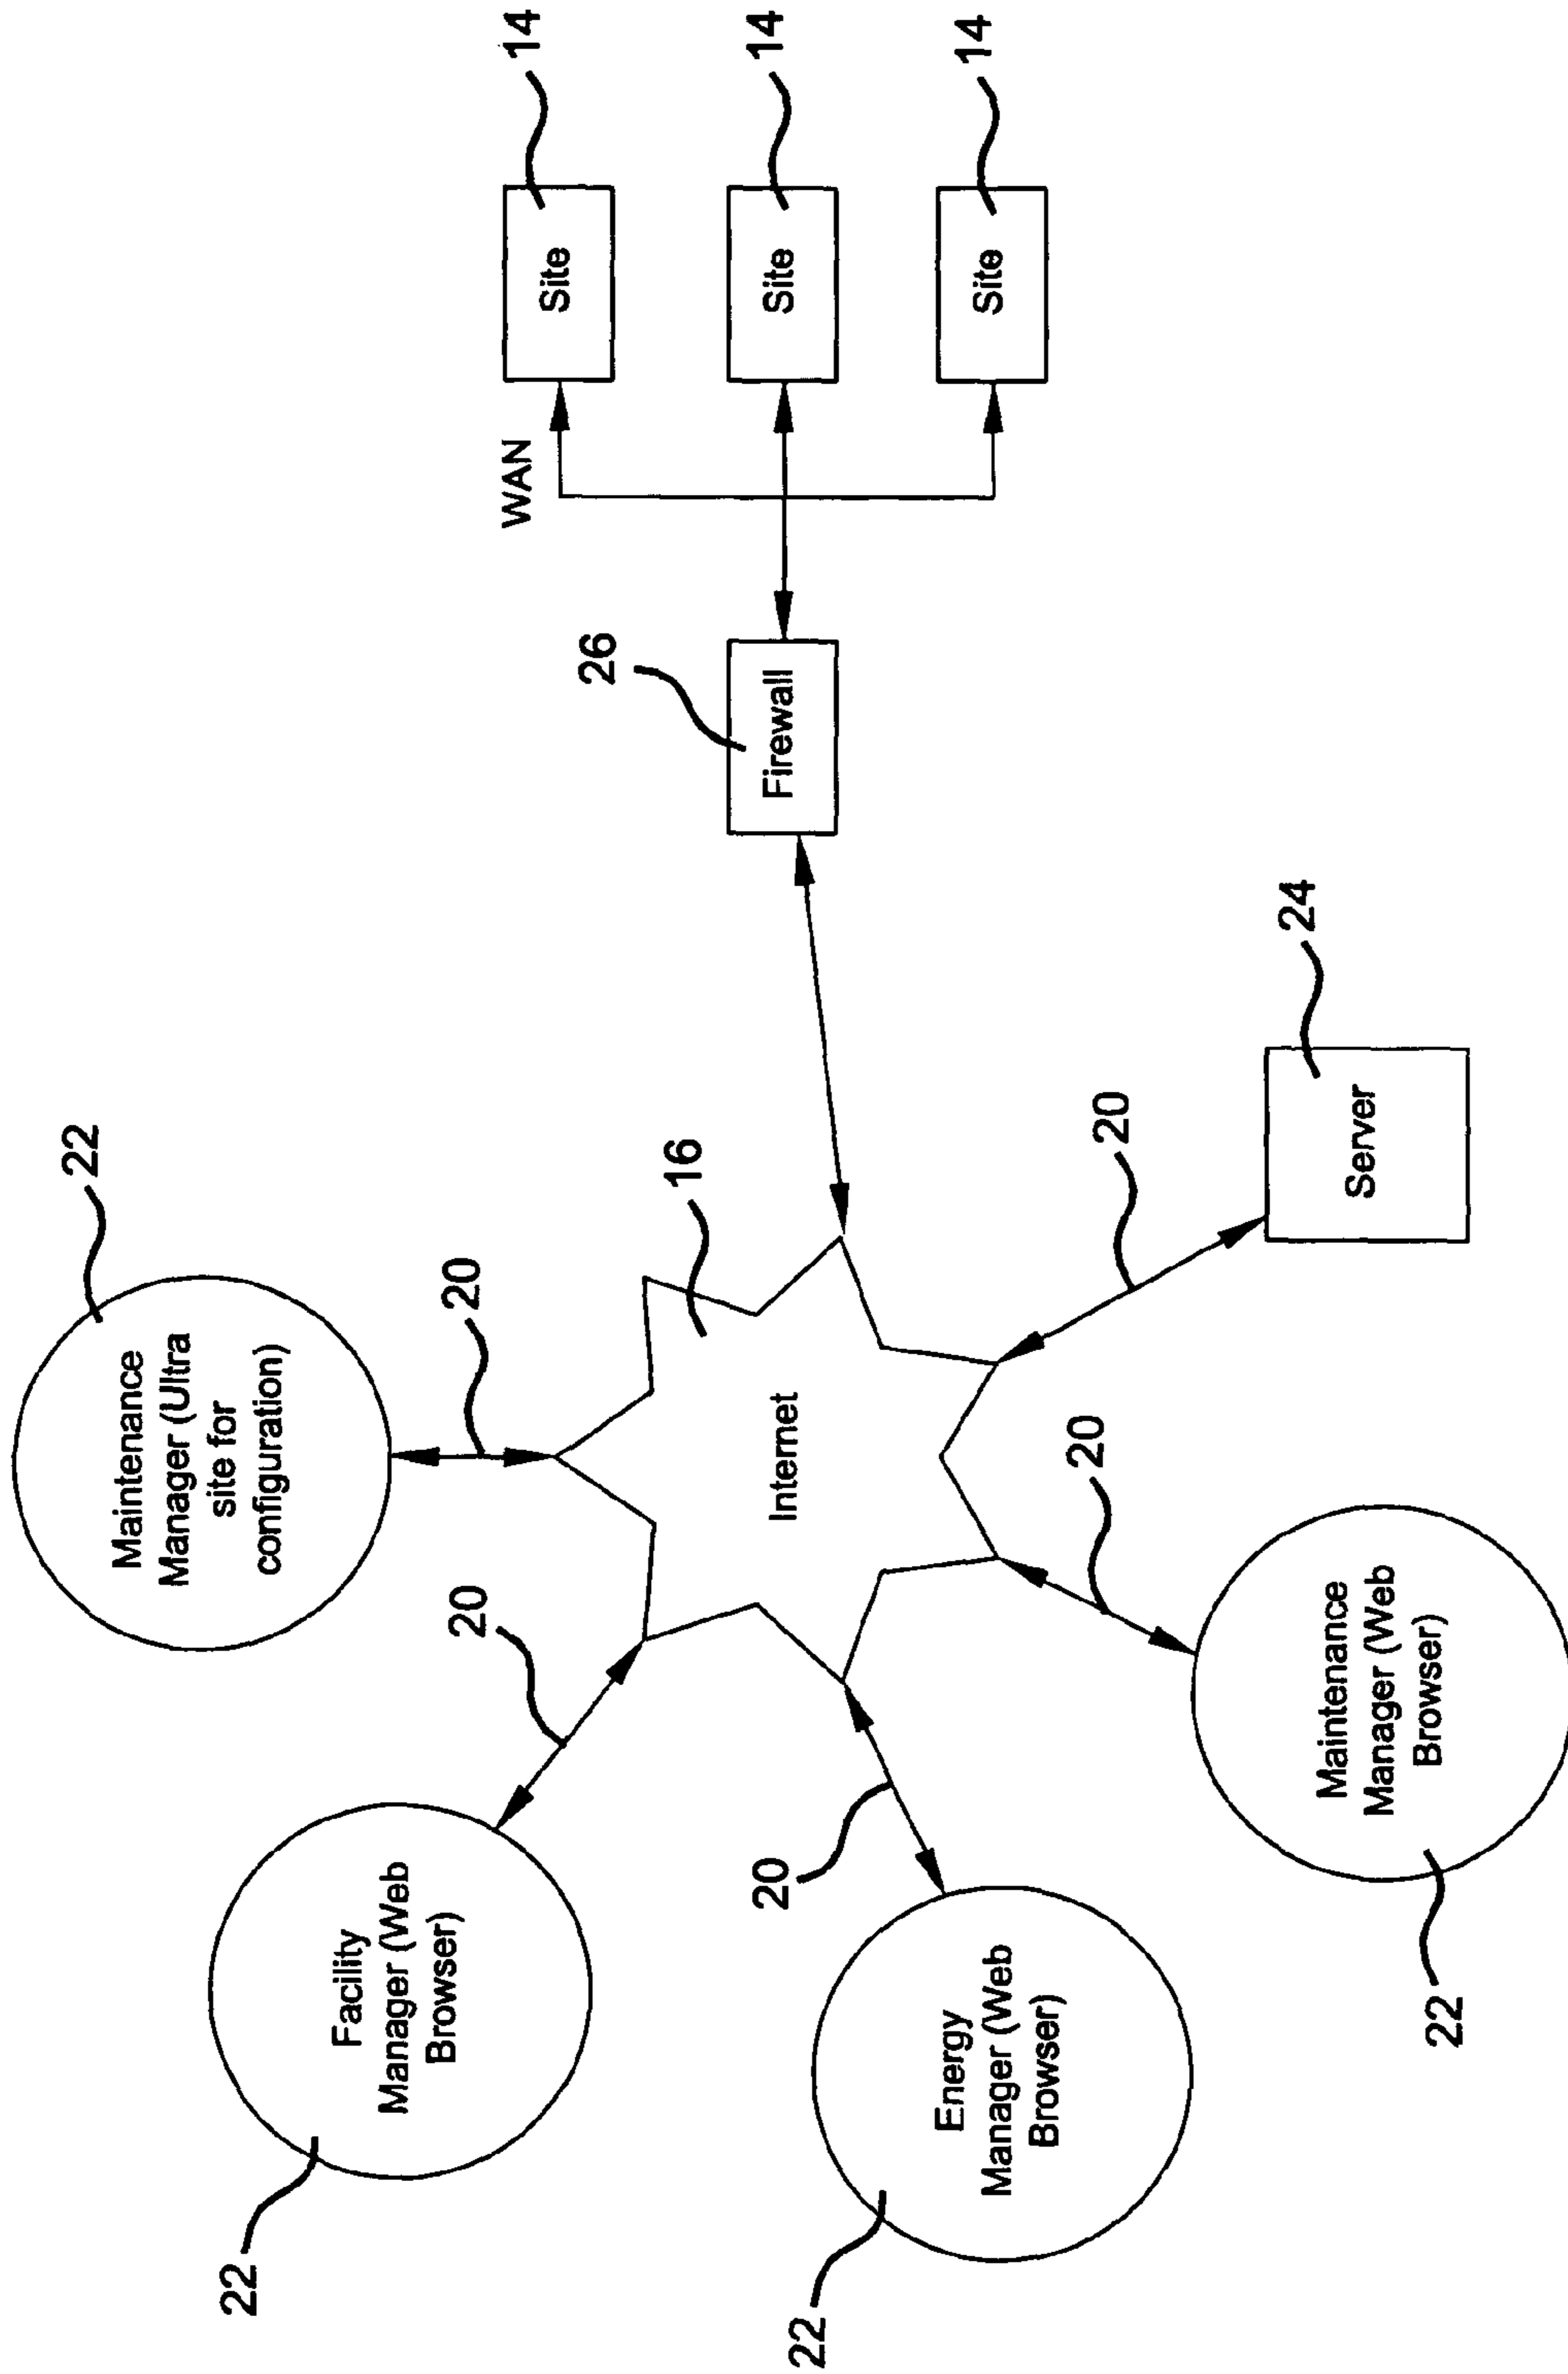 22
Maintenance
Manager (Ultra
site for
configuration)
20
Facility
Manager (Web
Browser)
22
20
16
Internet
20
Energy
Manager (Web
Browser)
22
20
Maintenance
Manager (Web
Browser)
22
20
Server
24
Firewall
26
WAN
Site
14
Site
14
Site
14